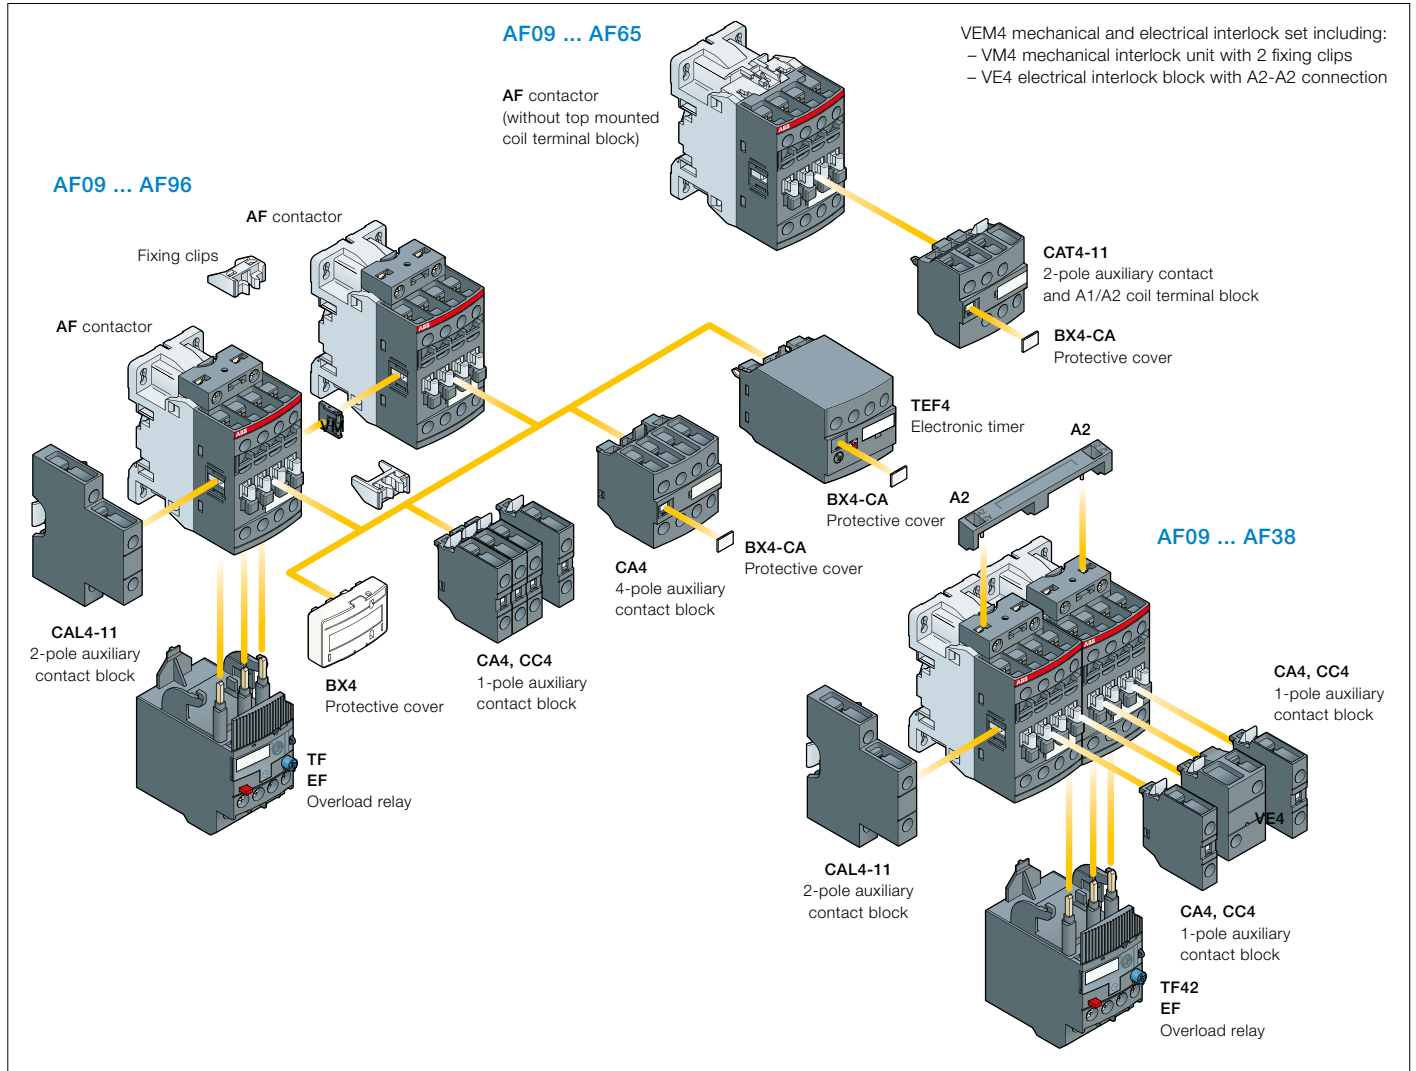 AF09 ... AF65
VEM4 mechanical and electrical interlock set including:
– VM4 mechanical interlock unit with 2 fixing clips
– VE4 electrical interlock block with A2-A2 connection
AF contactor
(without top mounted
coil terminal block)
ABB
AF09 ... AF96
AF contactor
Fixing clips
AF contactor
ABB
ABB
VM
CAT4-11
2-pole auxiliary contact
and A1/A2 coil terminal block
BX4-CA
Protective cover
TEF4
Electronic timer
BX4-CA
Protective cover
A2
A2
AF09 ... AF38
BX4-CA
Protective cover
CA4
4-pole auxiliary
contact block
CAL4-11
2-pole auxiliary
contact block
CA4, CC4
1-pole auxiliary
contact block
BX4
Protective cover
TF
EF
Overload relay
ABB
ABB
CA4, CC4
1-pole auxiliary
contact block
VE4
CAL4-11
2-pole auxiliary
contact block
CA4, CC4
1-pole auxiliary
contact block
TF42
EF
Overload relay